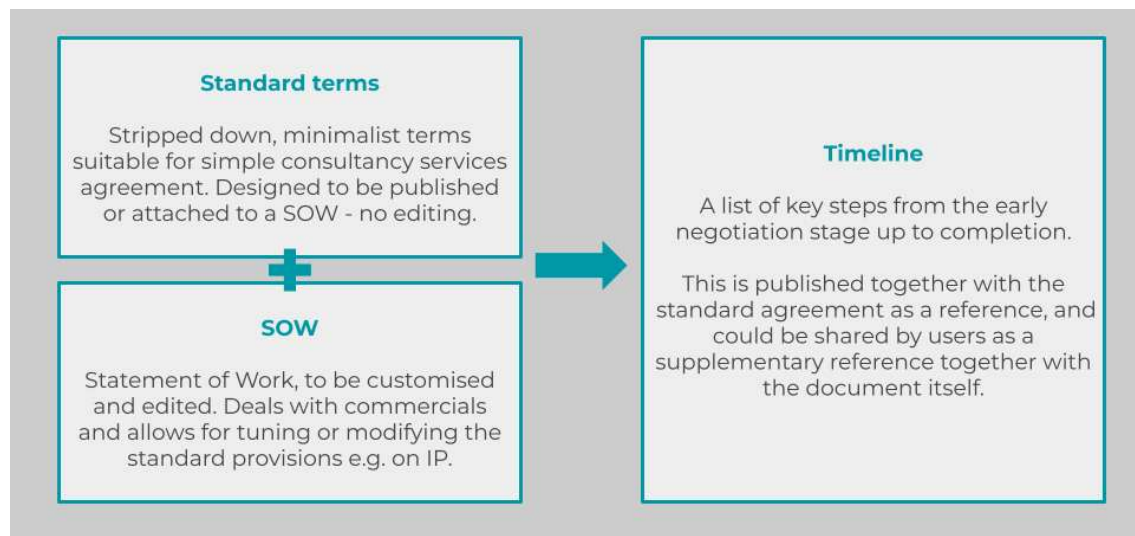 Standard terms
Stripped down, minimalist terms
suitable for simple consultancy services
agreement. Designed to be published
or attached to a SOW - no editing.
SOW
Statement of Work, to be customised
and edited. Deals with commercials
and allows for tuning or modifying the
standard provisions e.g. on IP.
Timeline
A list of key steps from the early
negotiation stage up to completion.
This is published together with the
standard agreement as a reference, and
could be shared by users as a
supplementary reference together with
the document itself.